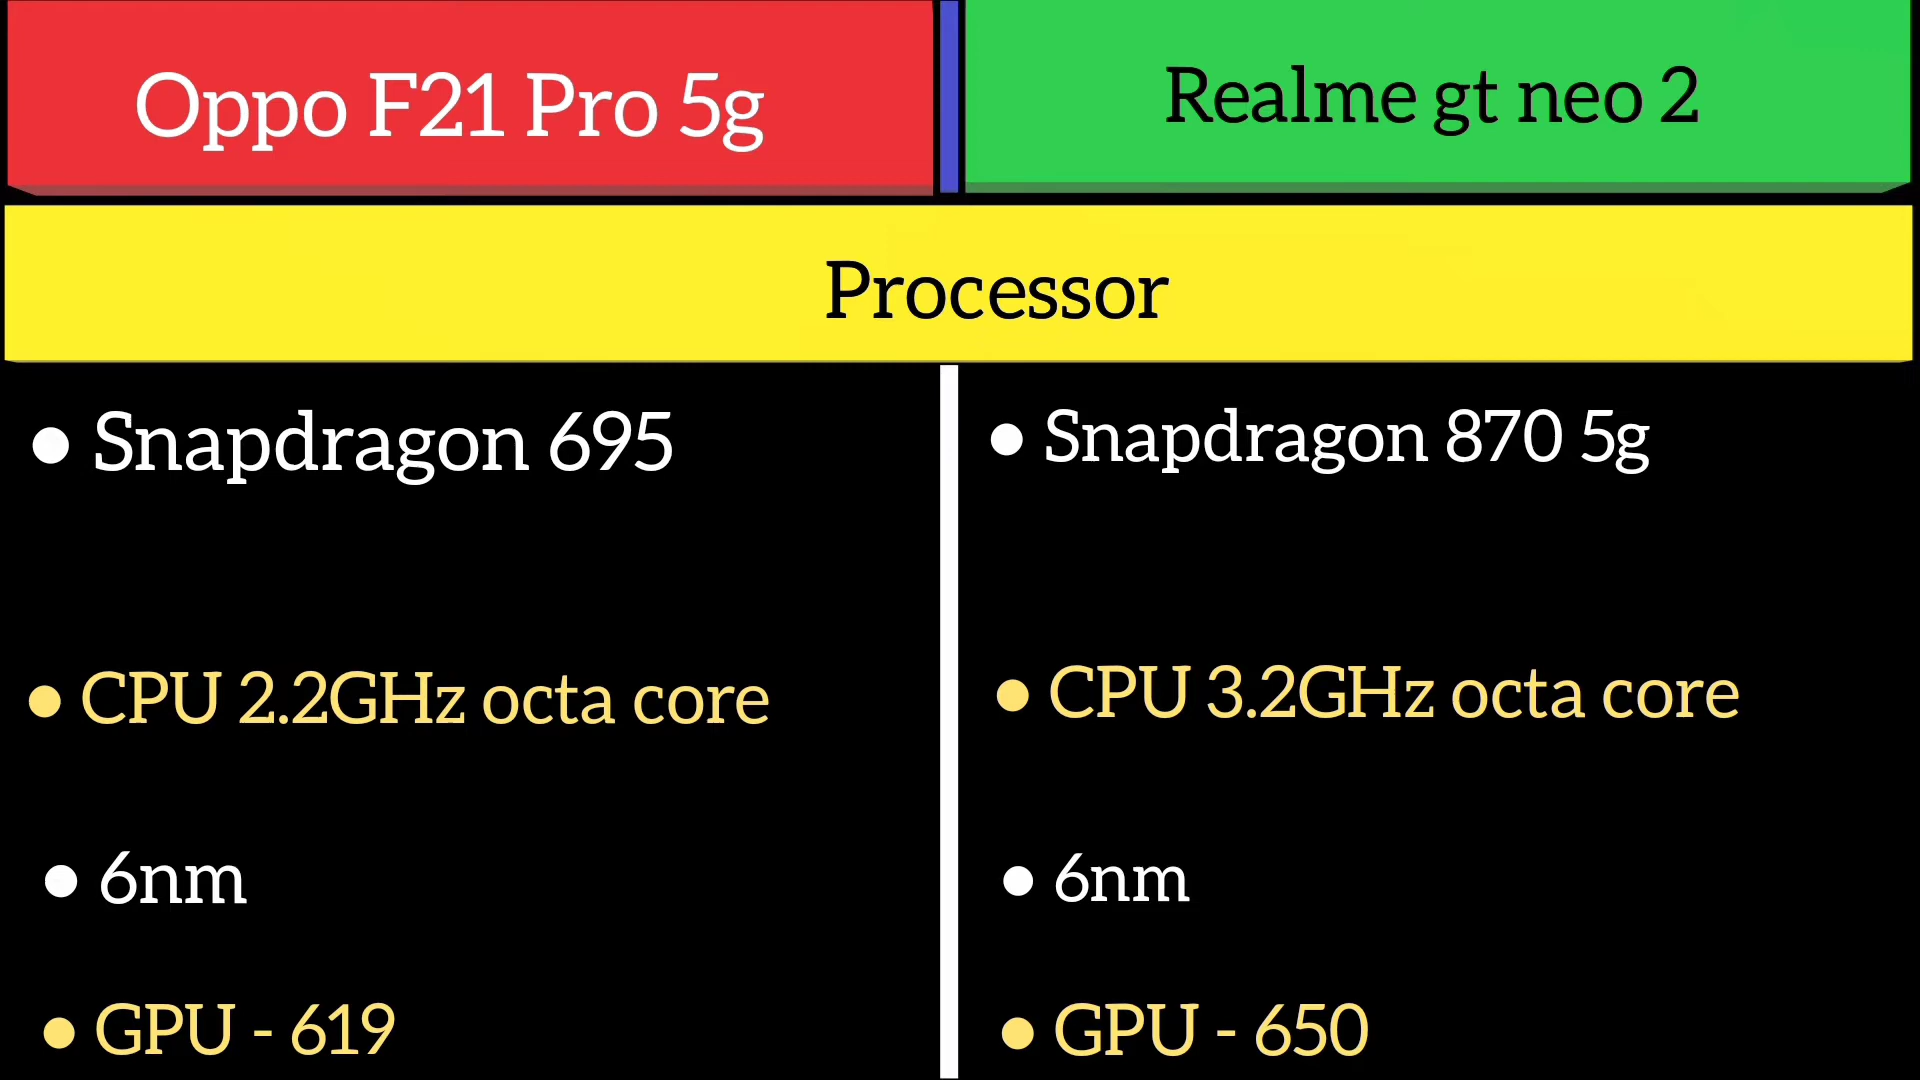 Oppo F21 Pro 5g
Realme gt neo 2
Processor
● Snapdragon 695
● Snapdragon 870 5g
● CPU 2.2GHz octa core
● CPU 3.2GHz octa core
● 6nm
● 6nm
● GPU - 619
● GPU - 650